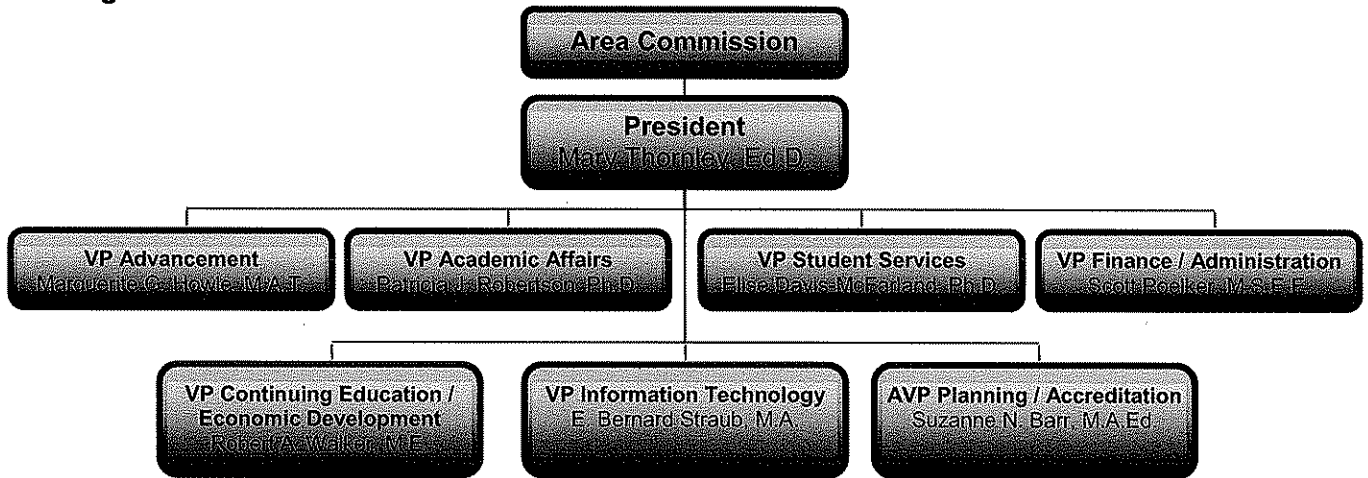 Area Commission
President
Mary Thornley, Ed.D.
VP Advancement
Marguerite C. Howle, M.A.T.
VP Academic Affairs
Patricia J. Robertson, Ph.D.
VP Student Services
Elise Davis-McFarland, Ph.D.
VP Finance / Administration
Scott Poelker, M.S.E.E.
VP Continuing Education /
Economic Development
Robert A. Walker, M.E.
VP Information Technology
E. Bernard Straub, M.A.
AVP Planning / Accreditation
Suzanne N. Barr, M.A.Ed.